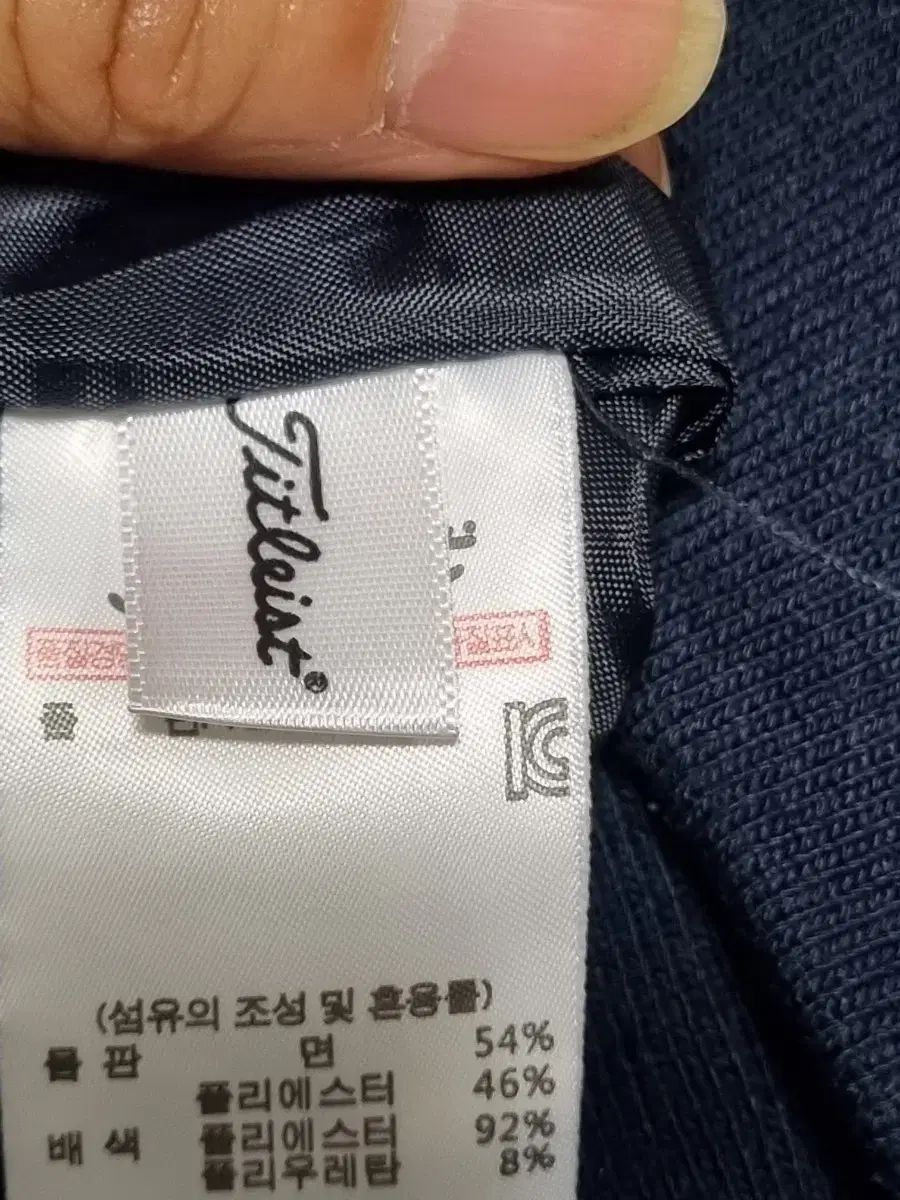 Titleist®
KC
(섬유의 조성 및 혼용률)
몸 판 면 54%
폴리에스터 46%
배 색 폴리에스터 92%
폴리우레탄 8%